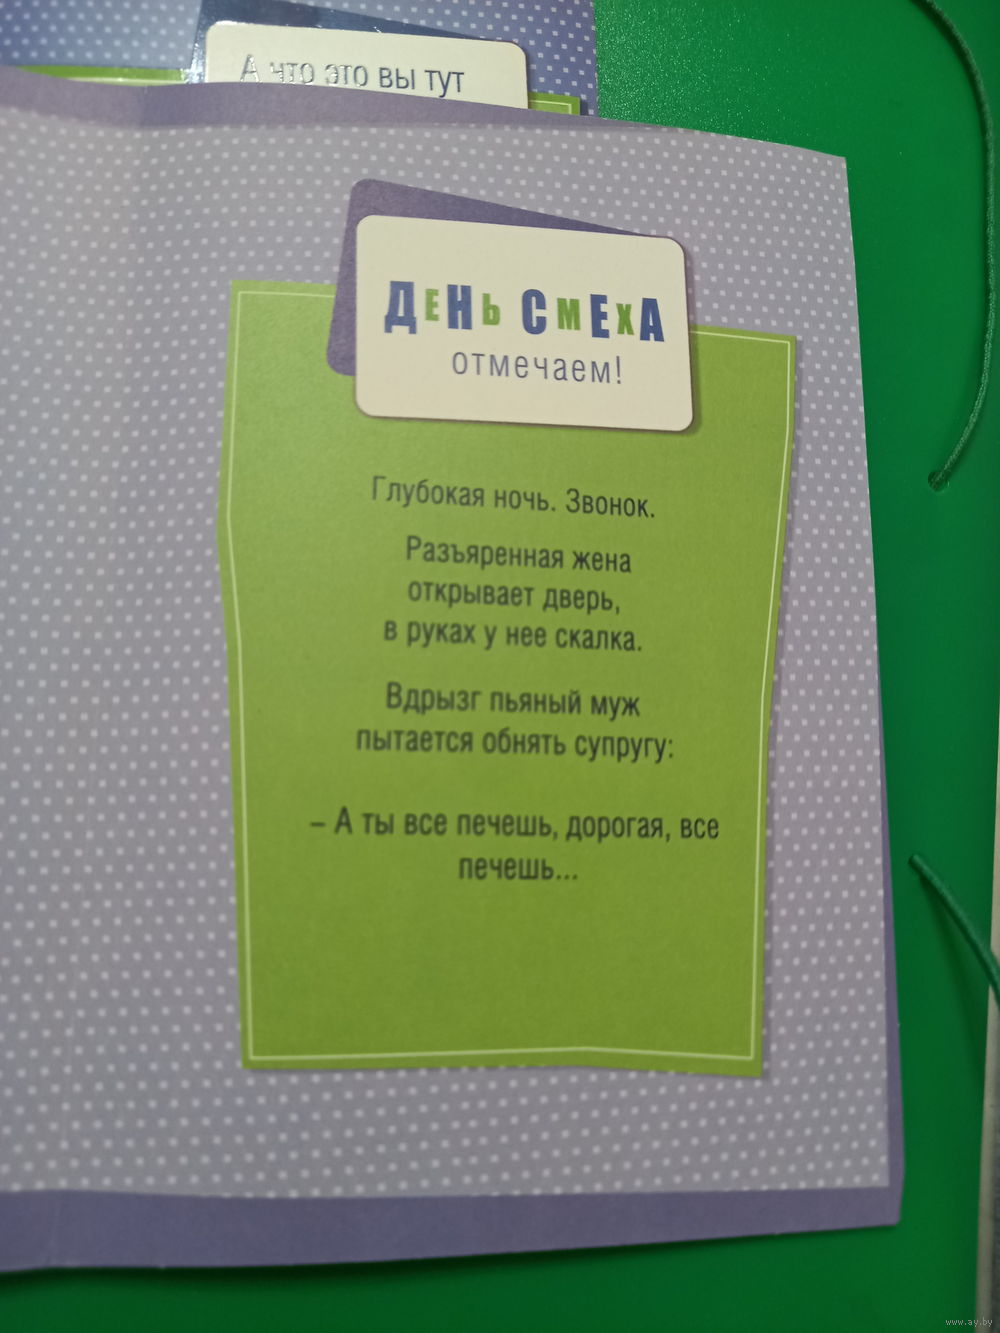 А что это вы тут
ДЕНЬ СМЕХА
отмечаем!
Глубокая ночь. Звонок.
Разъяренная жена
открывает дверь,
в руках у нее скалка.
Вдрызг пьяный муж
пытается обнять супругу:
– А ты все печешь, дорогая, все
печешь...
www.ay.by